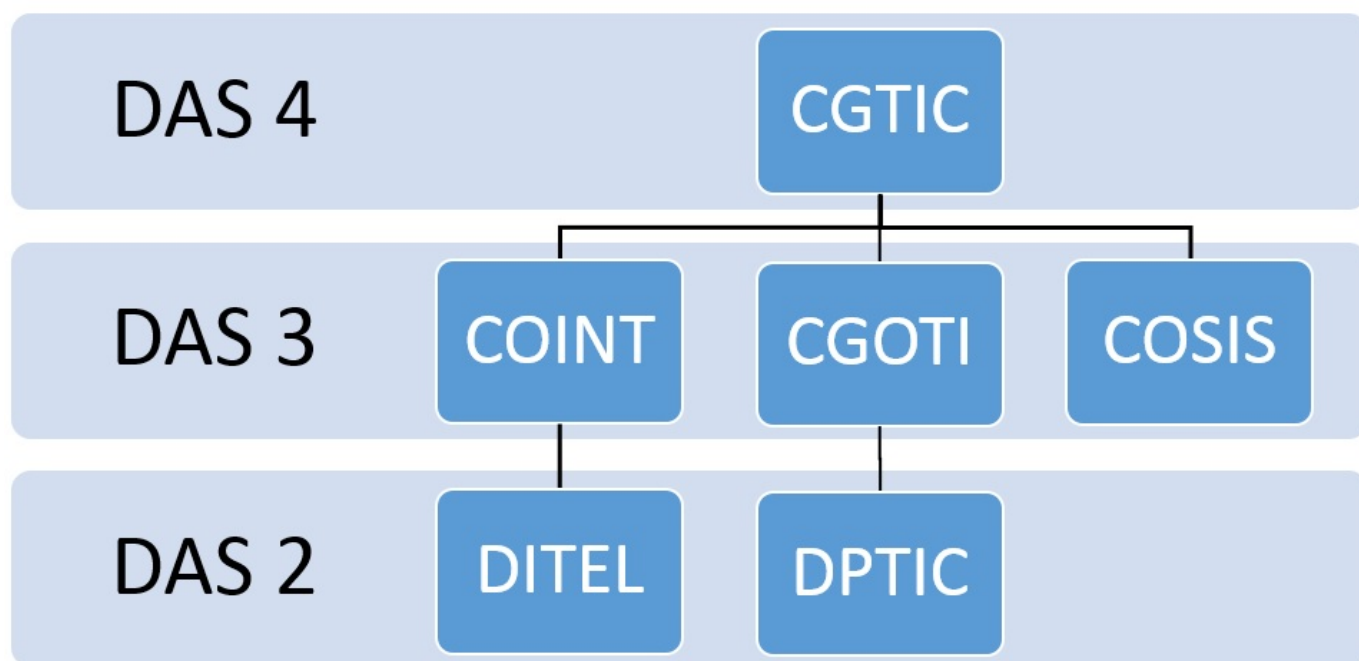 DAS 4
CGTIC
DAS 3
COINT
CGOTI
COSIS
DAS 2
DITEL
DPTIC